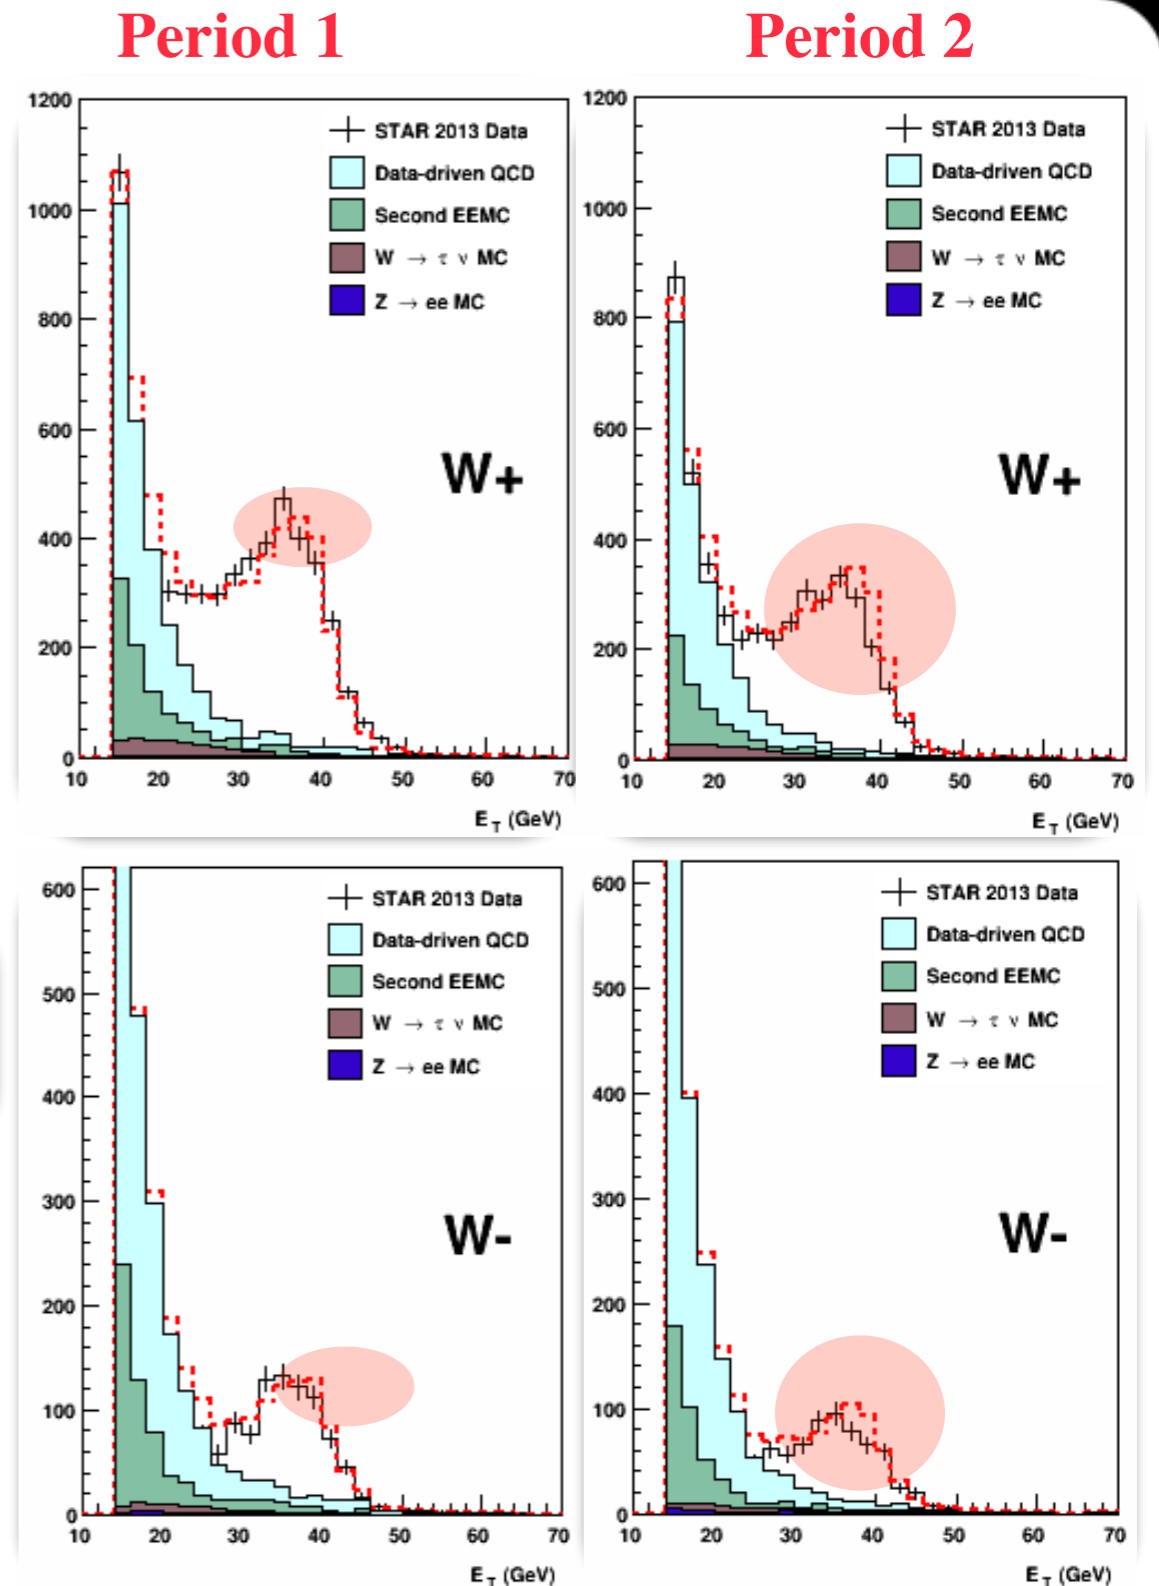 Period 1
Period 2
1200
1000
800
600
400
200
0
10 20 30 40 50 60 70
E T (GeV)
STAR 2013 Data
Data-driven QCD
Second EEMC
W → τ ν MC
Z → ee MC
W+
1200
1000
800
600
400
200
0
10 20 30 40 50 60 70
E T (GeV)
STAR 2013 Data
Data-driven QCD
Second EEMC
W → τ ν MC
Z → ee MC
W+
600
500
400
300
200
100
0
10 20 30 40 50 60 70
E T (GeV)
STAR 2013 Data
Data-driven QCD
Second EEMC
W → τ ν MC
Z → ee MC
W-
600
500
400
300
200
100
0
10 20 30 40 50 60 70
E T (GeV)
STAR 2013 Data
Data-driven QCD
Second EEMC
W → τ ν MC
Z → ee MC
W-